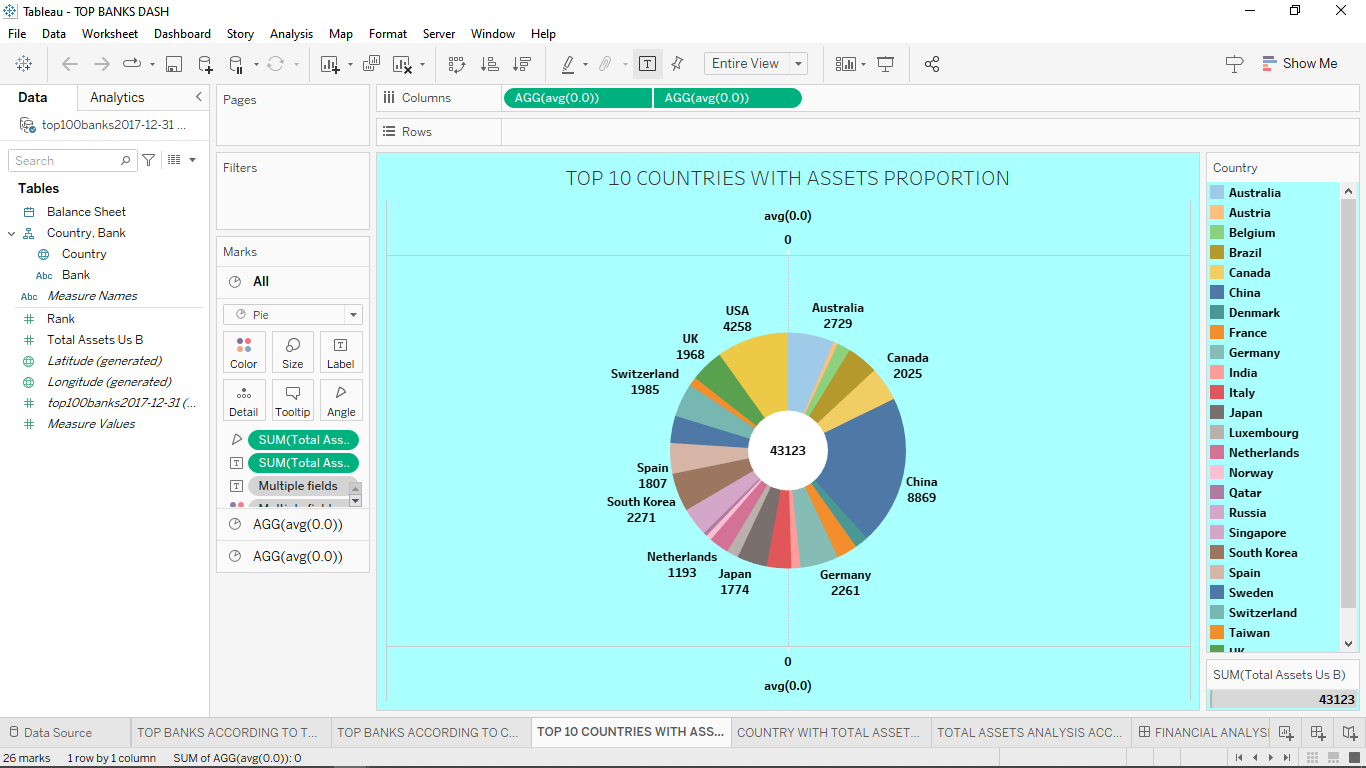 Tableau - TOP BANKS DASH
File Data Worksheet Dashboard Story Analysis Map Format Server Window Help
Entire View
Show Me
Data Analytics
top100banks2017-12-31 ...
Search
Tables
Balance Sheet
Country, Bank
Country
Abc Bank
Abc Measure Names
Rank
Total Assets Us B
Latitude (generated)
Longitude (generated)
top100banks2017-12-31 (...
Measure Values
Pages
Filters
Marks
All
Pie
Color Size Label
Detail Tooltip Angle
SUM(Total Ass..
SUM(Total Ass..
Multiple fields
AGG(avg(0.0))
AGG(avg(0.0))
Columns AGG(avg(0.0)) AGG(avg(0.0))
Rows
TOP 10 COUNTRIES WITH ASSETS PROPORTION
avg(0.0)
0
USA
4258
Australia
2729
UK
1968
Canada
2025
Switzerland
1985
43123
Spain
1807
China
8869
South Korea
2271
Netherlands
1193
Japan
1774
Germany
2261
0
avg(0.0)
Country
Australia
Austria
Belgium
Brazil
Canada
China
Denmark
France
Germany
India
Italy
Japan
Luxembourg
Netherlands
Norway
Qatar
Russia
Singapore
South Korea
Spain
Sweden
Switzerland
Taiwan
UK
SUM(Total Assets Us B)
43123
Data Source TOP BANKS ACCORDING TO T... TOP BANKS ACCORDING TO C... TOP 10 COUNTRIES WITH ASS... COUNTRY WITH TOTAL ASSET... TOTAL ASSETS ANALYSIS ACC... FINANCIAL ANALYSI
26 marks 1 row by 1 column SUM of AGG(avg(0.0)): 0